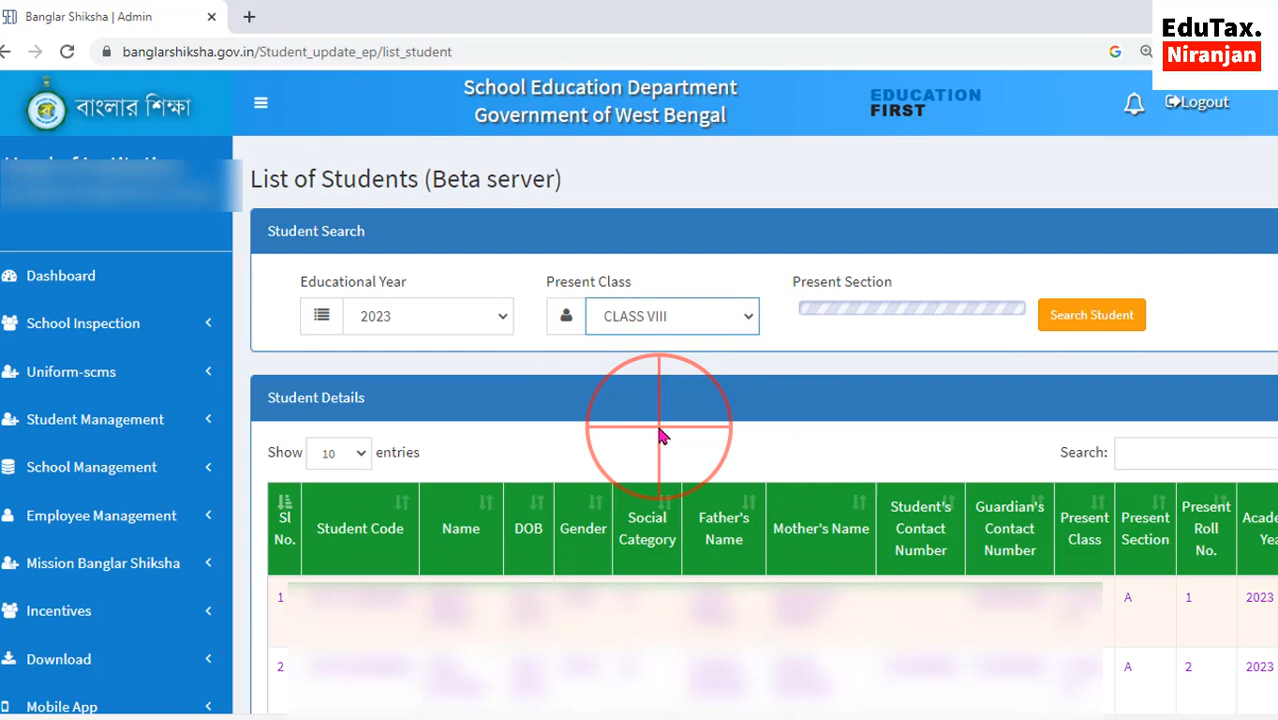 Banglar Shiksha | Admin
EduTax.
Niranjan
banglarshiksha.gov.in/Student_update_ep/list_student
বাংলার শিক্ষা
School Education Department
Government of West Bengal
EDUCATION
FIRST
Logout
List of Students (Beta server)
Student Search
Educational Year
Present Class
Present Section
2023
CLASS VIII
Search Student
Dashboard
School Inspection
Uniform-scms
Student Management
School Management
Employee Management
Mission Banglar Shiksha
Incentives
Download
Mobile App
Student Details
Show 10 entries
Search:
Sl No.
Student Code
Name
DOB
Gender
Social Category
Father's Name
Mother's Name
Student's Contact Number
Guardian's Contact Number
Present Class
Present Section
Present Roll No.
1 A 1 2023
2 A 2 2023